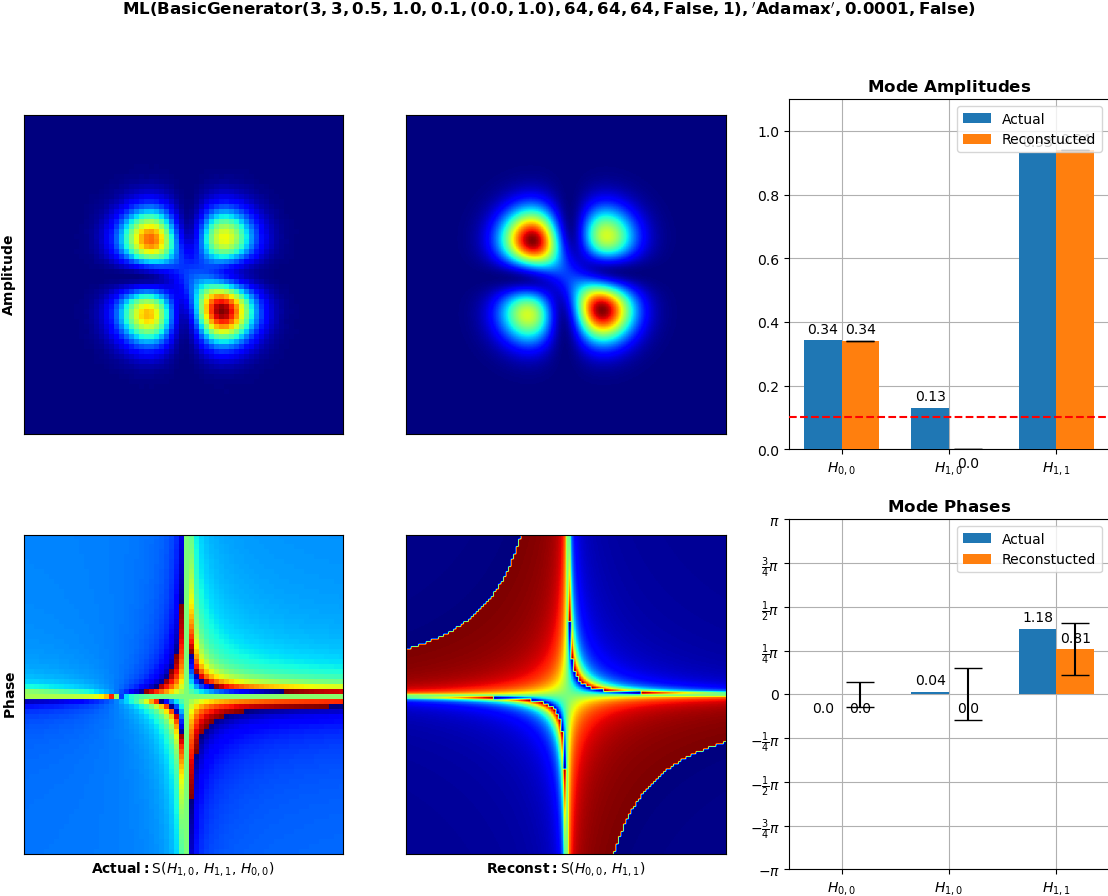 ML(BasicGenerator(3, 3, 0.5, 1.0, 0.1, (0.0, 1.0), 64, 64, 64, False, 1), ′Adamax′, 0.0001, False)
Amplitude
Mode Amplitudes
Actual
Reconstucted
1.0
0.8
0.6
0.4
0.2
0.0
0.34
0.34
0.13
0.0
H0,0
H1,0
H1,1
Phase
Actual: S(H1,0, H1,1, H0,0)
Reconst: S(H0,0, H1,1)
Mode Phases
Actual
Reconstucted
π
3/4π
1/2π
1/4π
0
−1/4π
−1/2π
−3/4π
−π
0.0
0.0
0.04
0.0
1.18
0.81
H0,0
H1,0
H1,1